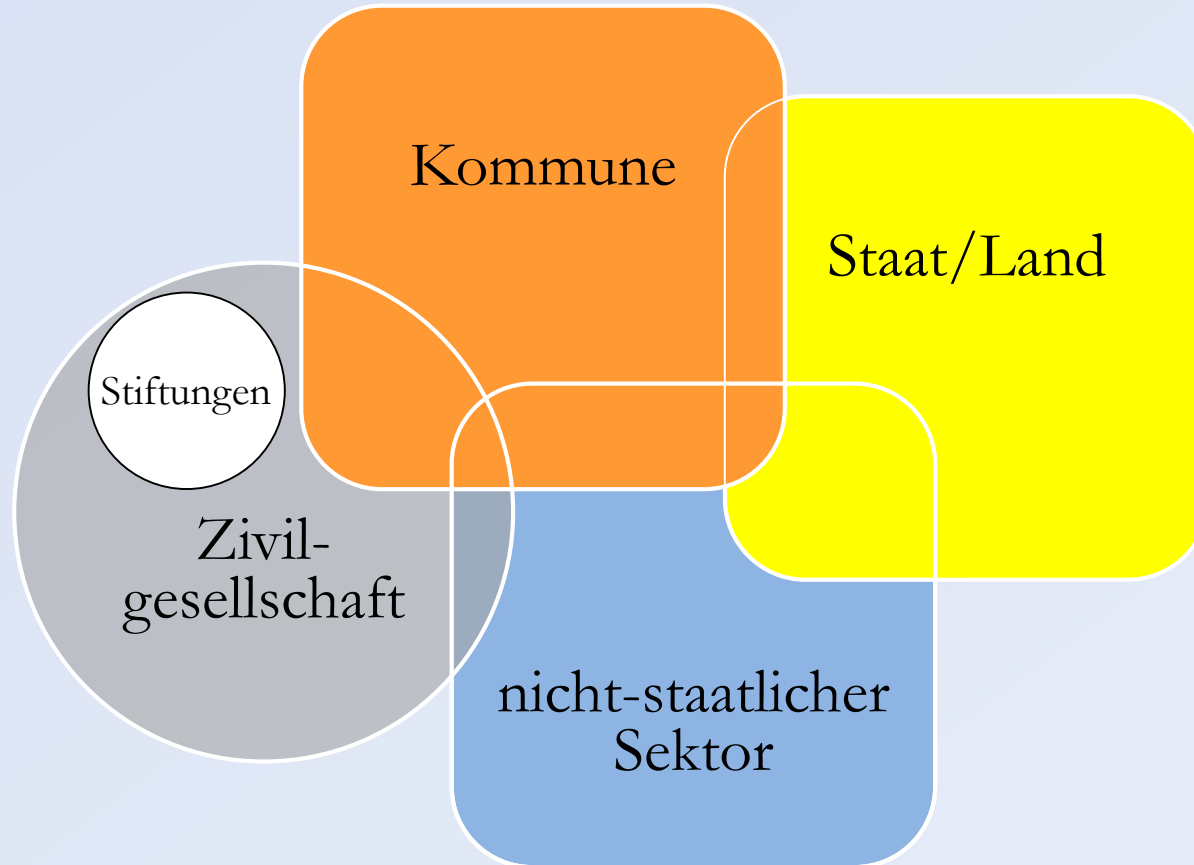 Kommune
Staat/Land
Stiftungen
Zivil-
gesellschaft
nicht-staatlicher
Sektor